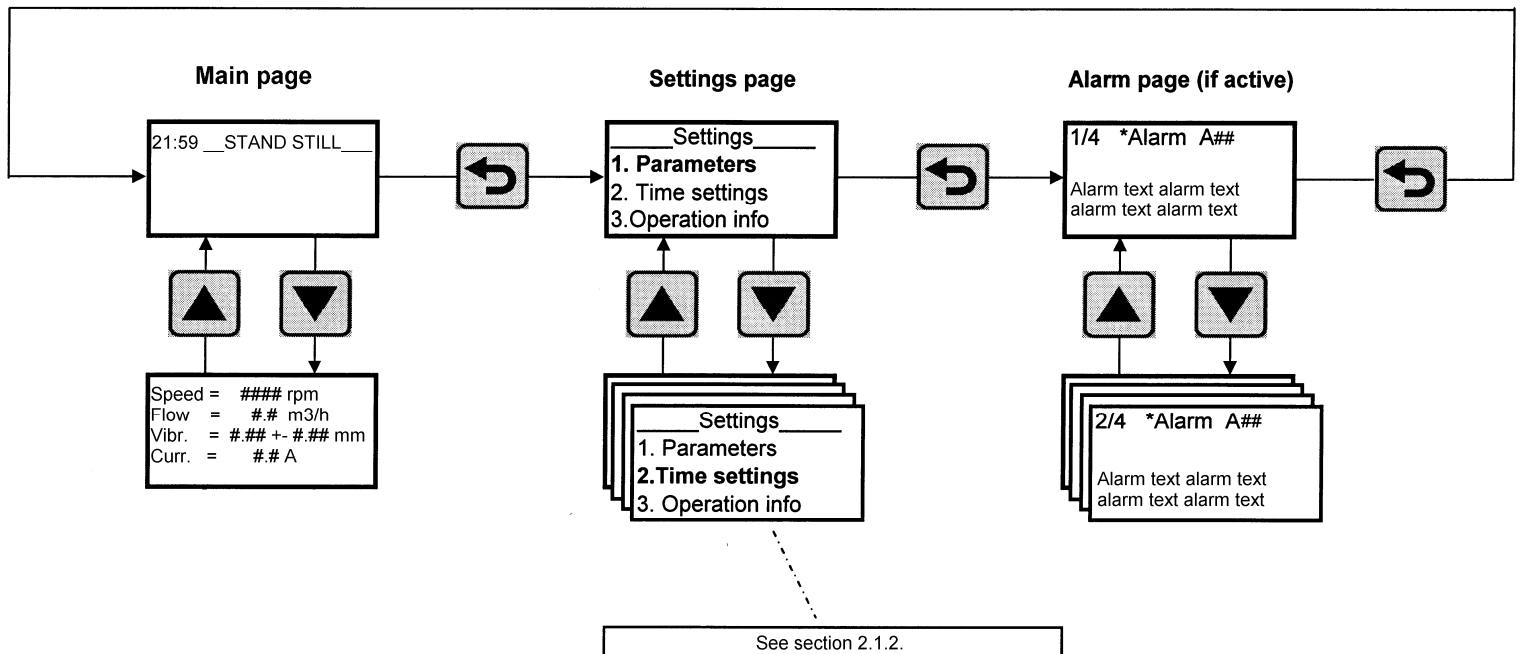 Main page
21:59 __STAND STILL___
Speed = #### rpm
Flow = #.# m3/h
Vibr. = #.## +- #.## mm
Curr. = #.# A
Settings page
_____Settings_____
1. Parameters
2. Time settings
3.Operation info
_____Settings_____
1. Parameters
2.Time settings
3. Operation info
See section 2.1.2.
Alarm page (if active)
1/4 *Alarm A##
Alarm text alarm text
alarm text alarm text
2/4 *Alarm A##
Alarm text alarm text
alarm text alarm text